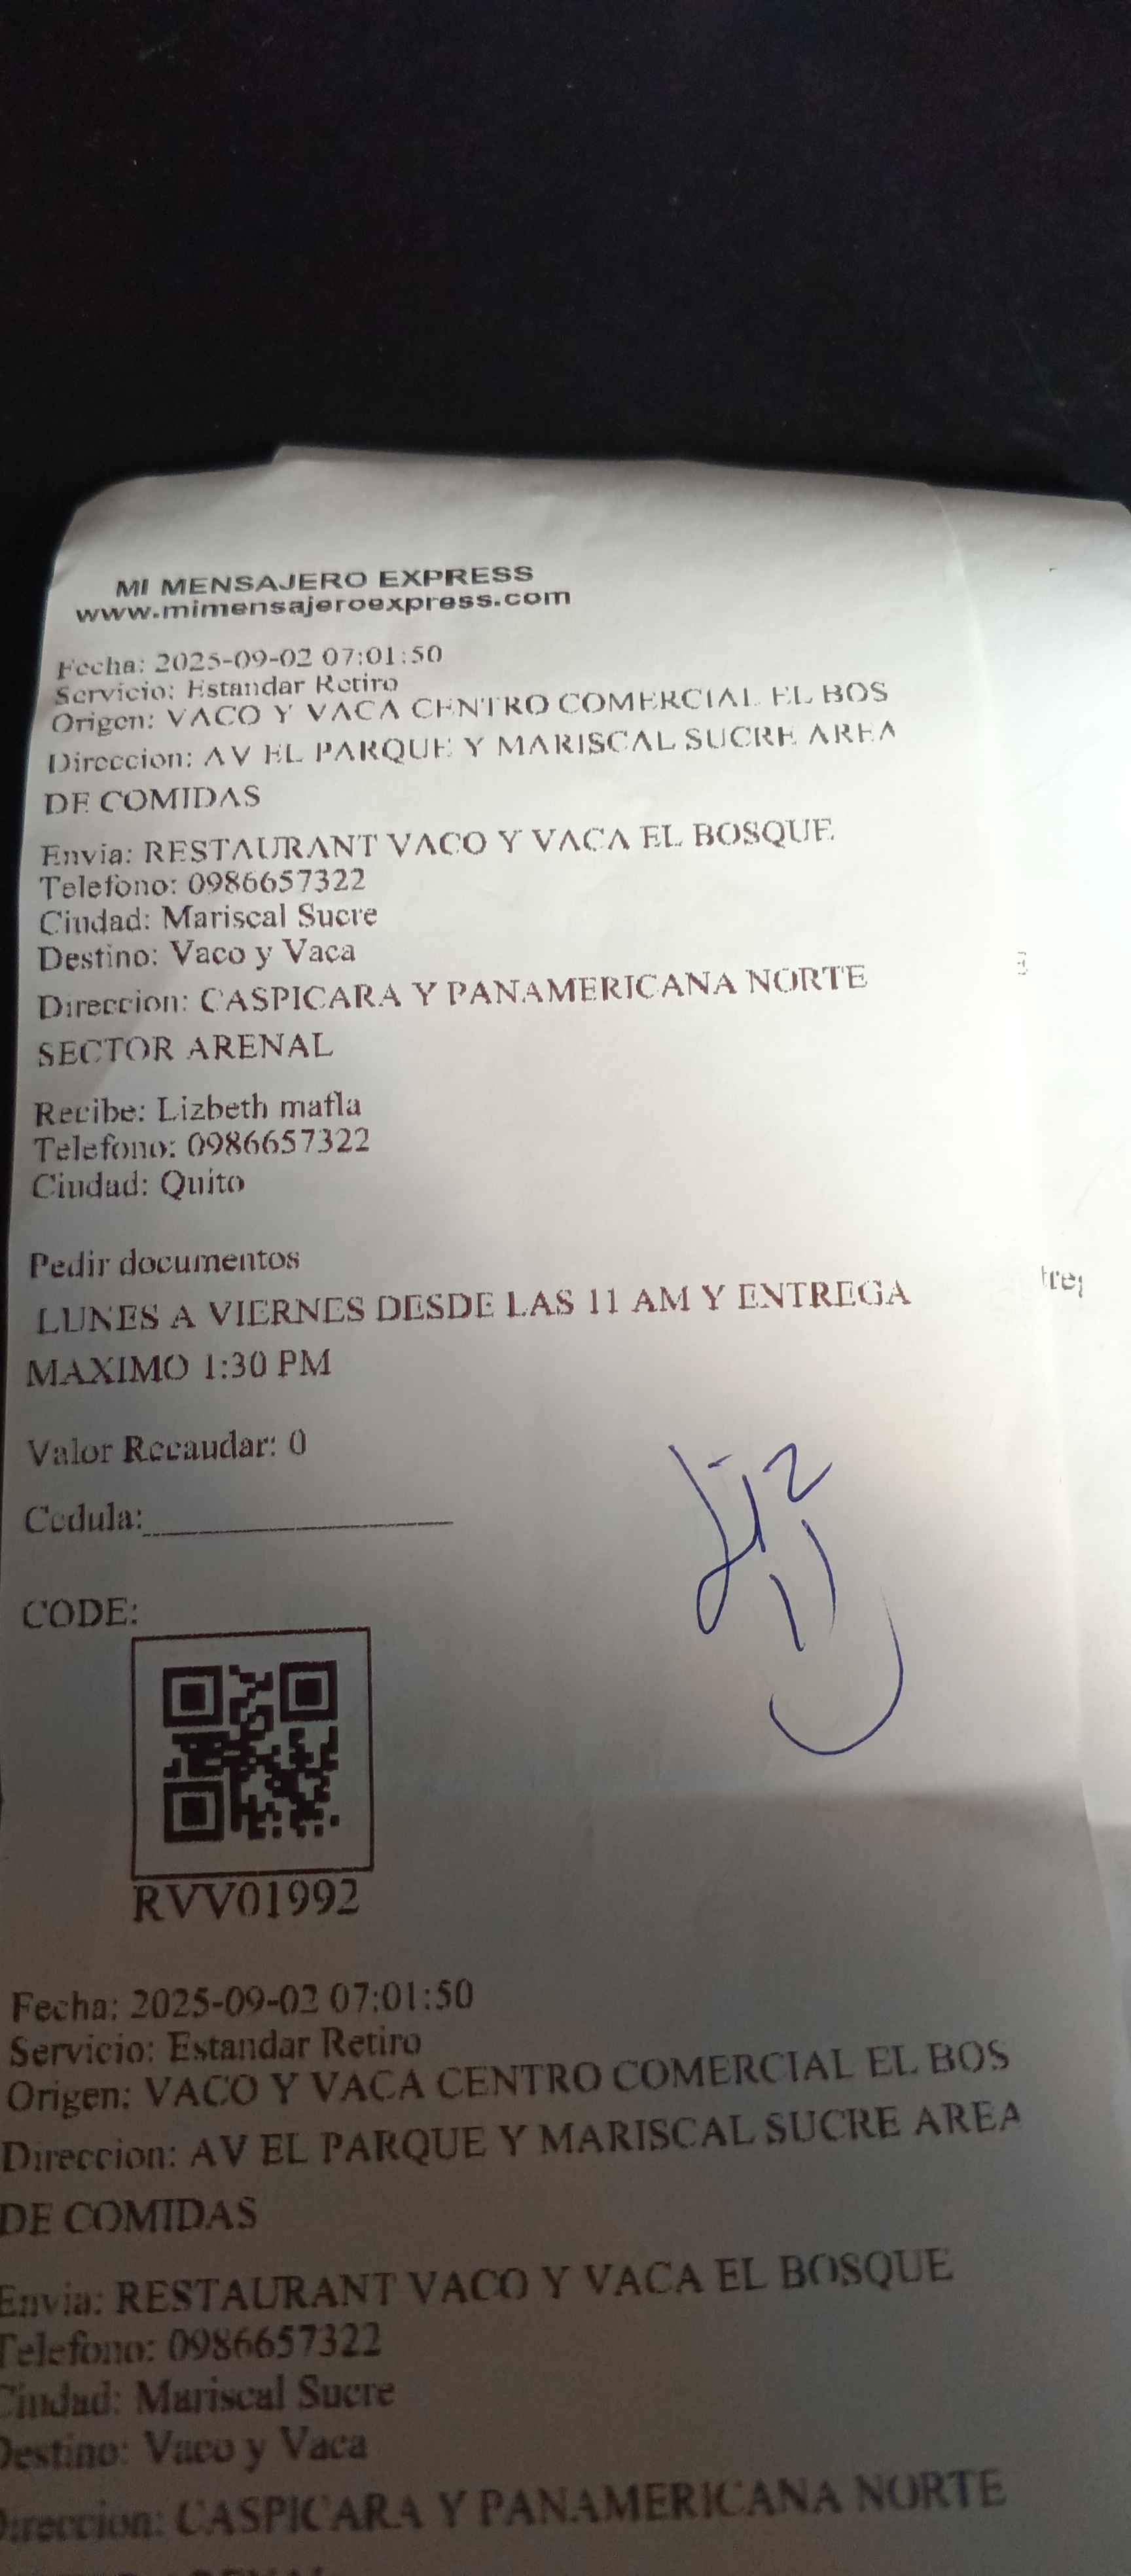 MI MENSAJERO EXPRESS
www.mimensajeroexpress.com
Fecha: 2025-09-02 07:01:50
Servicio: Estandar Retiro
Origen: VACO Y VACA CENTRO COMERCIAL EL BOS
Direccion: AV EL PARQUE Y MARISCAL SUCRE AREA
DE COMIDAS
Envia: RESTAURANT VACO Y VACA EL BOSQUE
Telefono: 0986657322
Ciudad: Mariscal Sucre
Destino: Vaco y Vaca
Direccion: CASPICARA Y PANAMERICANA NORTE
SECTOR ARENAL
Recibe: Lizbeth mafla
Telefono: 0986657322
Ciudad: Quito
Pedir documentos
LUNES A VIERNES DESDE LAS 11 AM Y ENTREGA
MAXIMO 1:30 PM
Valor Recaudar: 0
Cedula:
Liz
CODE:
RVV01992
Fecha: 2025-09-02 07:01:50
Servicio: Estandar Retiro
Origen: VACO Y VACA CENTRO COMERCIAL EL BOS
Direccion: AV EL PARQUE Y MARISCAL SUCRE AREA
DE COMIDAS
Envia: RESTAURANT VACO Y VACA EL BOSQUE
Telefono: 0986657322
Ciudad: Mariscal Sucre
Destino: Vaco y Vaca
Direccion: CASPICARA Y PANAMERICANA NORTE